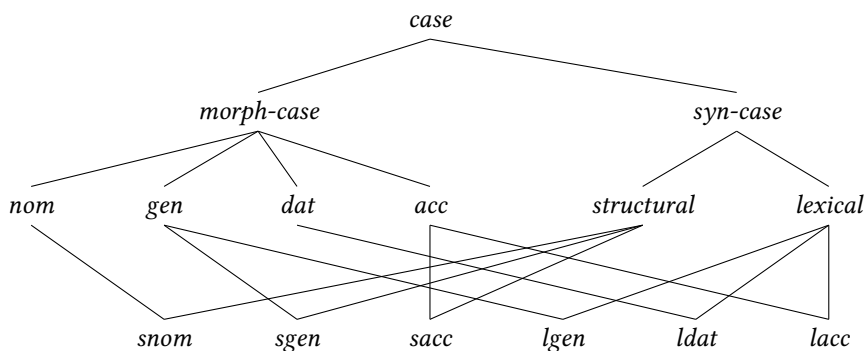 case
morph-case syn-case
nom gen dat acc structural lexical
snom sgen sacc lgen ldat lacc